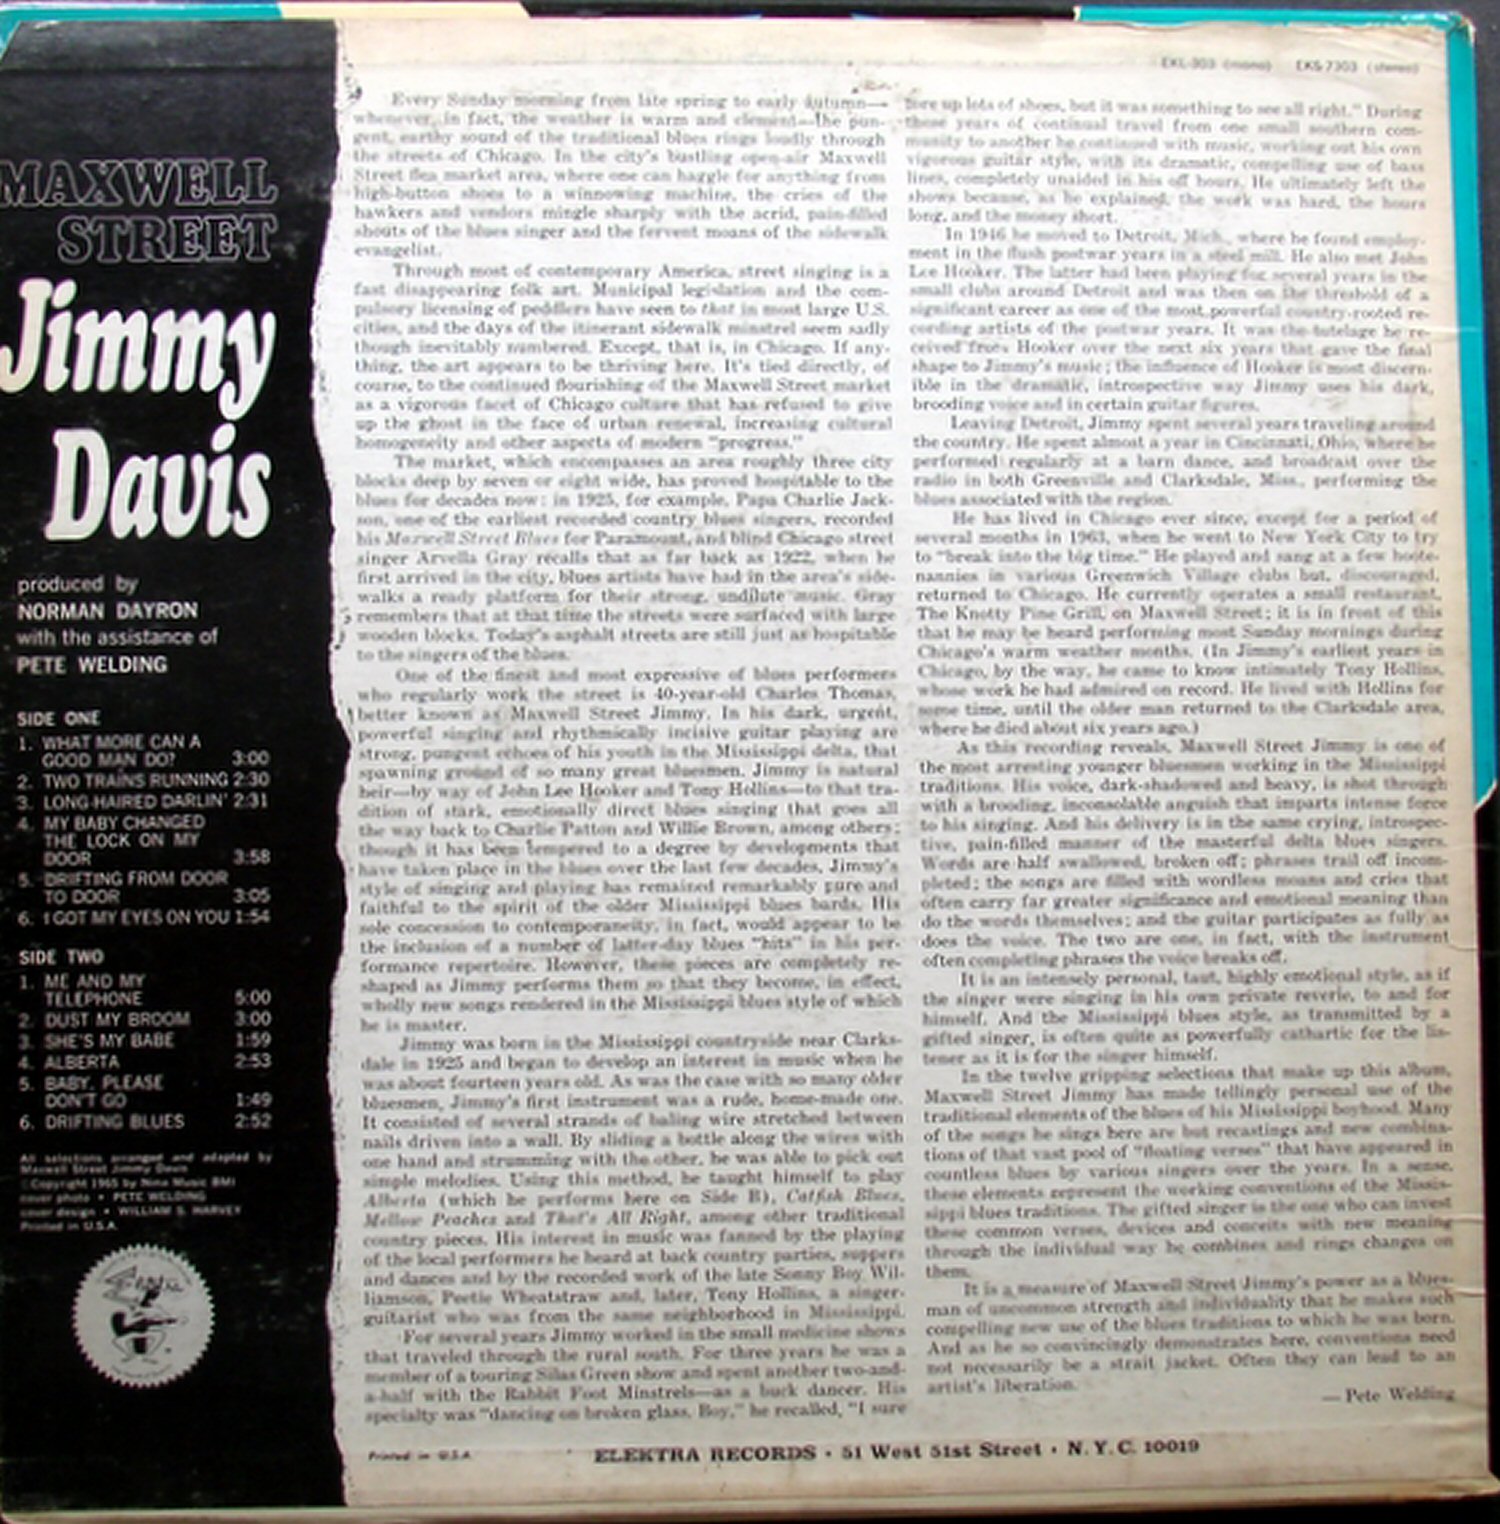 EKL-303 (mono) EKS-7303 (stereo)
MAXWELL
STREET
Jimmy
Davis
produced by
NORMAN DAYRON
with the assistance of
PETE WELDING
SIDE ONE
1. WHAT MORE CAN A
GOOD MAN DO? 3:00
2. TWO TRAINS RUNNING 2:30
3. LONG-HAIRED DARLIN' 2:31
4. MY BABY CHANGED
THE LOCK ON MY
DOOR 3:58
5. DRIFTING FROM DOOR
TO DOOR 3:05
6. I GOT MY EYES ON YOU 1:54
SIDE TWO
1. ME AND MY
TELEPHONE 5:00
2. DUST MY BROOM 3:00
3. SHE'S MY BABE 1:59
4. ALBERTA 2:53
5. BABY, PLEASE
DON'T GO 1:49
6. DRIFTING BLUES 2:52
All selections arranged and adapted by
Maxwell Street Jimmy Davis
©Copyright 1965 by Nina Music BMI
cover photo • PETE WELDING
cover design • WILLIAM S. HARVEY
Printed in U.S.A.
Every Sunday morning from late spring to early autumn—
whenever, in fact, the weather is warm and clement—the pun-
gent, earthy sound of the traditional blues rings loudly through
the streets of Chicago. In the city's bustling open-air Maxwell
Street flea market area, where one can haggle for anything from
high-button shoes to a winnowing machine, the cries of the
hawkers and vendors mingle sharply with the acrid, pain-filled
shouts of the blues singer and the fervent moans of the sidewalk
evangelist.
Through most of contemporary America, street singing is a
fast disappearing folk art. Municipal legislation and the com-
pulsory licensing of peddlers have seen to that in most large U.S.
cities, and the days of the itinerant sidewalk minstrel seem sadly
though inevitably numbered. Except, that is, in Chicago. If any-
thing, the art appears to be thriving here. It's tied directly, of
course, to the continued flourishing of the Maxwell Street market
as a vigorous facet of Chicago culture that has refused to give
up the ghost in the face of urban renewal, increasing cultural
homogeneity and other aspects of modern "progress."
The market, which encompasses an area roughly three city
blocks deep by seven or eight wide, has proved hospitable to the
blues for decades now: in 1925, for example, Papa Charlie Jack-
son, one of the earliest recorded country blues singers, recorded
his Maxwell Street Blues for Paramount, and blind Chicago street
singer Arvella Gray recalls that as far back as 1922, when he
first arrived in the city, blues artists have had in the area's side-
walks a ready platform for their strong, undilute music. Gray
remembers that at that time the streets were surfaced with large
wooden blocks. Today's asphalt streets are still just as hospitable
to the singers of the blues.
One of the finest and most expressive of blues performers
who regularly work the street is 40-year-old Charles Thomas,
better known as Maxwell Street Jimmy. In his dark, urgent,
powerful singing and rhythmically incisive guitar playing are
strong, pungent echoes of his youth in the Mississippi delta, that
spawning ground of so many great bluesmen. Jimmy is natural
heir—by way of John Lee Hooker and Tony Hollins—to that tra-
dition of stark, emotionally direct blues singing that goes all
the way back to Charlie Patton and Willie Brown, among others;
though it has been tempered to a degree by developments that
have taken place in the blues over the last few decades, Jimmy's
style of singing and playing has remained remarkably pure and
faithful to the spirit of the older Mississippi blues bards. His
sole concession to contemporaneity, in fact, would appear to be
the inclusion of a number of latter-day blues "hits" in his per-
formance repertoire. However, these pieces are completely re-
shaped as Jimmy performs them so that they become, in effect,
wholly new songs rendered in the Mississippi blues style of which
he is master.
Jimmy was born in the Mississippi countryside near Clarks-
dale in 1925 and began to develop an interest in music when he
was about fourteen years old. As was the case with so many older
bluesmen, Jimmy's first instrument was a rude, home-made one.
It consisted of several strands of baling wire stretched between
nails driven into a wall. By sliding a bottle along the wires with
one hand and strumming with the other, he was able to pick out
simple melodies. Using this method, he taught himself to play
Alberta (which he performs here on Side B), Catfish Blues,
Mellow Peaches and That's All Right, among other traditional
country pieces. His interest in music was fanned by the playing
of the local performers he heard at back country parties, suppers
and dances and by the recorded work of the late Sonny Boy Wil-
liamson, Peetie Wheatstraw and, later, Tony Hollins, a singer-
guitarist who was from the same neighborhood in Mississippi.
For several years Jimmy worked in the small medicine shows
that traveled through the rural south. For three years he was a
member of a touring Silas Green show and spent another two-and-
a-half with the Rabbit Foot Minstrels—as a buck dancer. His
specialty was "dancing on broken glass. Boy," he recalled, "I sure
tore up lots of shoes, but it was something to see all right." During
these years of continual travel from one small southern com-
munity to another he continued with music, working out his own
vigorous guitar style, with its dramatic, compelling use of bass
lines, completely unaided in his off hours. He ultimately left the
shows because, as he explained, the work was hard, the hours
long, and the money short.
In 1946 he moved to Detroit, Mich., where he found employ-
ment in the flush postwar years in a steel mill. He also met John
Lee Hooker. The latter had been playing for several years in the
small clubs around Detroit and was then on the threshold of a
significant career as one of the most powerful country-rooted re-
cording artists of the postwar years. It was the tutelage he re-
ceived from Hooker over the next six years that gave the final
shape to Jimmy's music; the influence of Hooker is most discern-
ible in the dramatic, introspective way Jimmy uses his dark,
brooding voice and in certain guitar figures.
Leaving Detroit, Jimmy spent several years traveling around
the country. He spent almost a year in Cincinnati, Ohio, where he
performed regularly at a barn dance, and broadcast over the
radio in both Greenville and Clarksdale, Miss., performing the
blues associated with the region.
He has lived in Chicago ever since, except for a period of
several months in 1963, when he went to New York City to try
to "break into the big time." He played and sang at a few hoote-
nannies in various Greenwich Village clubs but, discouraged,
returned to Chicago. He currently operates a small restaurant,
The Knotty Pine Grill, on Maxwell Street; it is in front of this
that he may be heard performing most Sunday mornings during
Chicago's warm weather months. (In Jimmy's earliest years in
Chicago, by the way, he came to know intimately Tony Hollins,
whose work he had admired on record. He lived with Hollins for
some time, until the older man returned to the Clarksdale area,
where he died about six years ago.)
As this recording reveals, Maxwell Street Jimmy is one of
the most arresting younger bluesmen working in the Mississippi
traditions. His voice, dark-shadowed and heavy, is shot through
with a brooding, inconsolable anguish that imparts intense force
to his singing. And his delivery is in the same crying, introspec-
tive, pain-filled manner of the masterful delta blues singers.
Words are half swallowed, broken off; phrases trail off incom-
pleted; the songs are filled with wordless moans and cries that
often carry far greater significance and emotional meaning than
do the words themselves; and the guitar participates as fully as
does the voice. The two are one, in fact, with the instrument
often completing phrases the voice breaks off.
It is an intensely personal, taut, highly emotional style, as if
the singer were singing in his own private reverie, to and for
himself. And the Mississippi blues style, as transmitted by a
gifted singer, is often quite as powerfully cathartic for the lis-
tener as it is for the singer himself.
In the twelve gripping selections that make up this album,
Maxwell Street Jimmy has made tellingly personal use of the
traditional elements of the blues of his Mississippi boyhood. Many
of the songs he sings here are but recastings and new combina-
tions of that vast pool of "floating verses" that have appeared in
countless blues by various singers over the years. In a sense,
these elements represent the working conventions of the Missis-
sippi blues traditions. The gifted singer is the one who can invest
these common verses, devices and conceits with new meaning
through the individual way he combines and rings changes on
them.
It is a measure of Maxwell Street Jimmy's power as a blues-
man of uncommon strength and individuality that he makes such
compelling new use of the blues traditions to which he was born.
And as he so convincingly demonstrates here, conventions need
not necessarily be a strait jacket. Often they can lead to an
artist's liberation.
— Pete Welding
Printed in U.S.A.
ELEKTRA RECORDS • 51 West 51st Street • N.Y.C. 10019